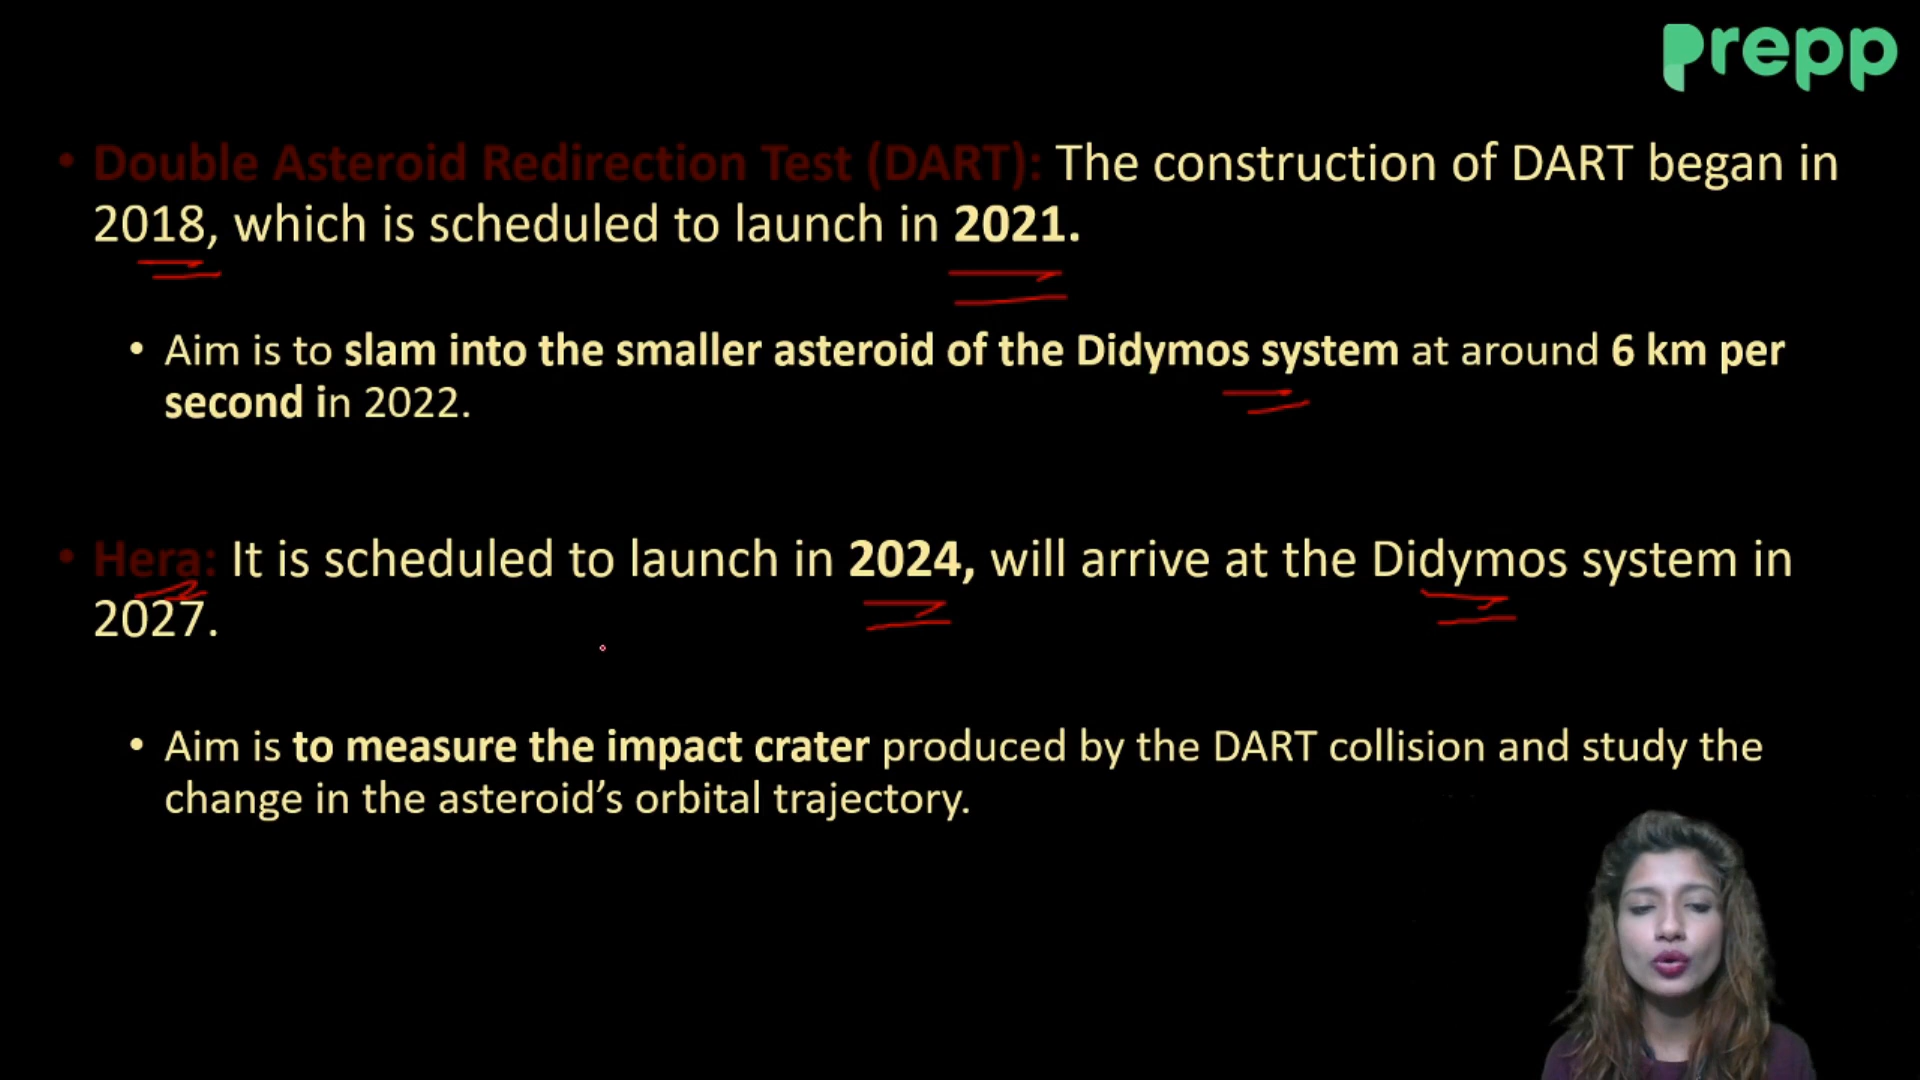 prepp
• Double Asteroid Redirection Test (DART): The construction of DART began in
2018, which is scheduled to launch in 2021.
• Aim is to slam into the smaller asteroid of the Didymos system at around 6 km per
second in 2022.
• Hera: It is scheduled to launch in 2024, will arrive at the Didymos system in
2027.
• Aim is to measure the impact crater produced by the DART collision and study the
change in the asteroid’s orbital trajectory.